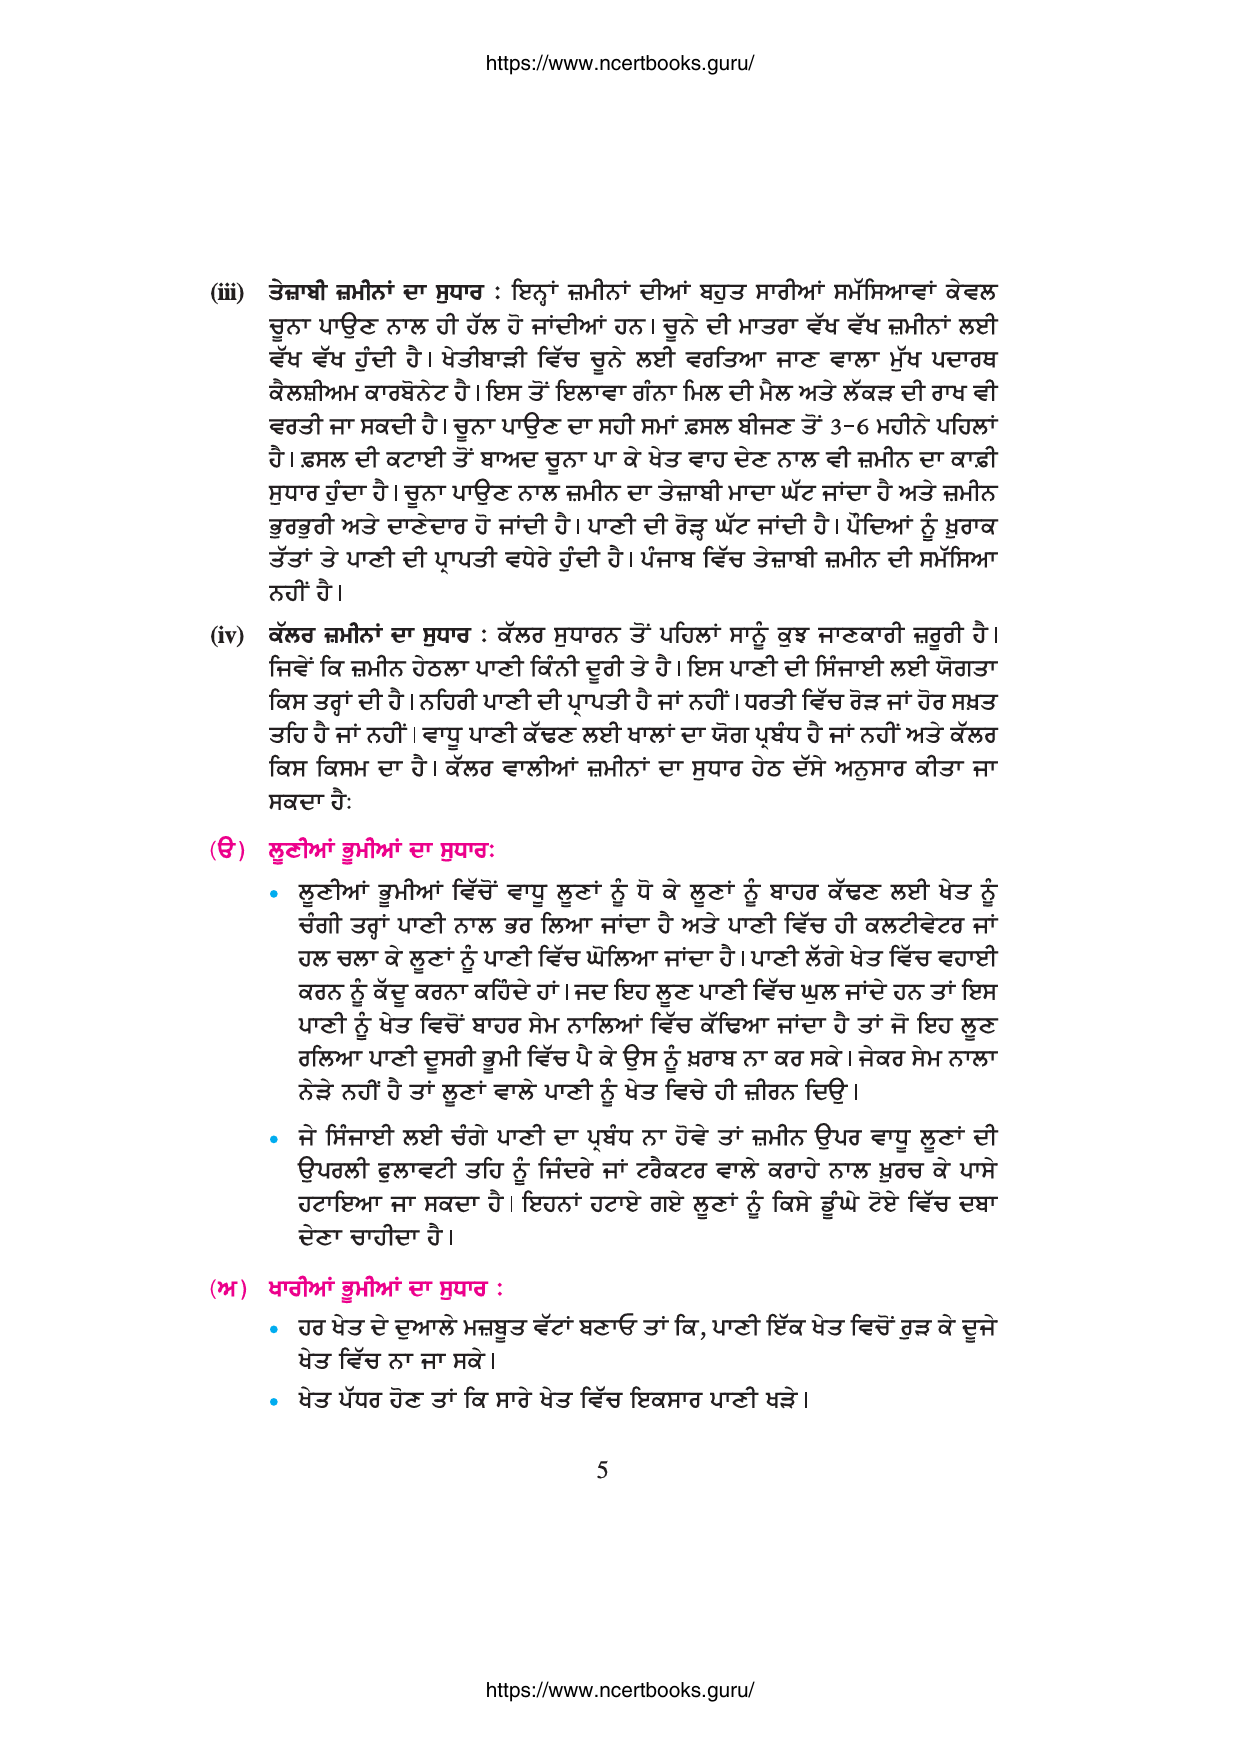 https://www.ncertbooks.guru/
(iii) ਤੇਜ਼ਾਬੀ ਜ਼ਮੀਨਾਂ ਦਾ ਸੁਧਾਰ : ਇਨ੍ਹਾਂ ਜ਼ਮੀਨਾਂ ਦੀਆਂ ਬਹੁਤ ਸਾਰੀਆਂ ਸਮੱਸਿਆਵਾਂ ਕੇਵਲ
ਚੂਨਾ ਪਾਉਣ ਨਾਲ ਹੀ ਹੱਲ ਹੋ ਜਾਂਦੀਆਂ ਹਨ। ਚੂਨੇ ਦੀ ਮਾਤਰਾ ਵੱਖ ਵੱਖ ਜ਼ਮੀਨਾਂ ਲਈ
ਵੱਖ ਵੱਖ ਹੁੰਦੀ ਹੈ। ਖੇਤੀਬਾੜੀ ਵਿੱਚ ਚੂਨੇ ਲਈ ਵਰਤਿਆ ਜਾਣ ਵਾਲਾ ਮੁੱਖ ਪਦਾਰਥ
ਕੈਲਸ਼ੀਅਮ ਕਾਰਬੋਨੇਟ ਹੈ। ਇਸ ਤੋਂ ਇਲਾਵਾ ਗੰਨਾ ਮਿਲ ਦੀ ਮੈਲ ਅਤੇ ਲੱਕੜ ਦੀ ਰਾਖ ਵੀ
ਵਰਤੀ ਜਾ ਸਕਦੀ ਹੈ। ਚੂਨਾ ਪਾਉਣ ਦਾ ਸਹੀ ਸਮਾਂ ਫ਼ਸਲ ਬੀਜਣ ਤੋਂ 3-6 ਮਹੀਨੇ ਪਹਿਲਾਂ
ਹੈ। ਫ਼ਸਲ ਦੀ ਕਟਾਈ ਤੋਂ ਬਾਅਦ ਚੂਨਾ ਪਾ ਕੇ ਖੇਤ ਵਾਹ ਦੇਣ ਨਾਲ ਵੀ ਜ਼ਮੀਨ ਦਾ ਕਾਫ਼ੀ
ਸੁਧਾਰ ਹੁੰਦਾ ਹੈ। ਚੂਨਾ ਪਾਉਣ ਨਾਲ ਜ਼ਮੀਨ ਦਾ ਤੇਜ਼ਾਬੀ ਮਾਦਾ ਘੱਟ ਜਾਂਦਾ ਹੈ ਅਤੇ ਜ਼ਮੀਨ
ਭੁਰਭੁਰੀ ਅਤੇ ਦਾਣੇਦਾਰ ਹੋ ਜਾਂਦੀ ਹੈ। ਪਾਣੀ ਦੀ ਰੋੜ੍ਹ ਘੱਟ ਜਾਂਦੀ ਹੈ। ਪੌਦਿਆਂ ਨੂੰ ਖ਼ੁਰਾਕ
ਤੱਤਾਂ ਤੇ ਪਾਣੀ ਦੀ ਪ੍ਰਾਪਤੀ ਵਧੇਰੇ ਹੁੰਦੀ ਹੈ। ਪੰਜਾਬ ਵਿੱਚ ਤੇਜ਼ਾਬੀ ਜ਼ਮੀਨ ਦੀ ਸਮੱਸਿਆ
ਨਹੀਂ ਹੈ।
(iv) ਕੱਲਰ ਜ਼ਮੀਨਾਂ ਦਾ ਸੁਧਾਰ : ਕੱਲਰ ਸੁਧਾਰਨ ਤੋਂ ਪਹਿਲਾਂ ਸਾਨੂੰ ਕੁਝ ਜਾਣਕਾਰੀ ਜ਼ਰੂਰੀ ਹੈ।
ਜਿਵੇਂ ਕਿ ਜ਼ਮੀਨ ਹੇਠਲਾ ਪਾਣੀ ਕਿੰਨੀ ਦੂਰੀ ਤੇ ਹੈ। ਇਸ ਪਾਣੀ ਦੀ ਸਿੰਜਾਈ ਲਈ ਯੋਗਤਾ
ਕਿਸ ਤਰ੍ਹਾਂ ਦੀ ਹੈ। ਨਹਿਰੀ ਪਾਣੀ ਦੀ ਪ੍ਰਾਪਤੀ ਹੈ ਜਾਂ ਨਹੀਂ। ਧਰਤੀ ਵਿੱਚ ਰੋੜ ਜਾਂ ਹੋਰ ਸਖ਼ਤ
ਤਹਿ ਹੈ ਜਾਂ ਨਹੀਂ। ਵਾਧੂ ਪਾਣੀ ਕੱਢਣ ਲਈ ਖਾਲਾਂ ਦਾ ਯੋਗ ਪ੍ਰਬੰਧ ਹੈ ਜਾਂ ਨਹੀਂ ਅਤੇ ਕੱਲਰ
ਕਿਸ ਕਿਸਮ ਦਾ ਹੈ। ਕੱਲਰ ਵਾਲੀਆਂ ਜ਼ਮੀਨਾਂ ਦਾ ਸੁਧਾਰ ਹੇਠ ਦੱਸੇ ਅਨੁਸਾਰ ਕੀਤਾ ਜਾ
ਸਕਦਾ ਹੈ:
(ੳ) ਲੂਣੀਆਂ ਭੂਮੀਆਂ ਦਾ ਸੁਧਾਰ:
• ਲੂਣੀਆਂ ਭੂਮੀਆਂ ਵਿੱਚੋਂ ਵਾਧੂ ਲੂਣਾਂ ਨੂੰ ਧੋ ਕੇ ਲੂਣਾਂ ਨੂੰ ਬਾਹਰ ਕੱਢਣ ਲਈ ਖੇਤ ਨੂੰ
ਚੰਗੀ ਤਰ੍ਹਾਂ ਪਾਣੀ ਨਾਲ ਭਰ ਲਿਆ ਜਾਂਦਾ ਹੈ ਅਤੇ ਪਾਣੀ ਵਿੱਚ ਹੀ ਕਲਟੀਵੇਟਰ ਜਾਂ
ਹਲ ਚਲਾ ਕੇ ਲੂਣਾਂ ਨੂੰ ਪਾਣੀ ਵਿੱਚ ਘੋਲਿਆ ਜਾਂਦਾ ਹੈ। ਪਾਣੀ ਲੱਗੇ ਖੇਤ ਵਿੱਚ ਵਹਾਈ
ਕਰਨ ਨੂੰ ਕੱਦੂ ਕਰਨਾ ਕਹਿੰਦੇ ਹਾਂ। ਜਦ ਇਹ ਲੂਣ ਪਾਣੀ ਵਿੱਚ ਘੁਲ ਜਾਂਦੇ ਹਨ ਤਾਂ ਇਸ
ਪਾਣੀ ਨੂੰ ਖੇਤ ਵਿਚੋਂ ਬਾਹਰ ਸੇਮ ਨਾਲਿਆਂ ਵਿੱਚ ਕੱਢਿਆ ਜਾਂਦਾ ਹੈ ਤਾਂ ਜੋ ਇਹ ਲੂਣ
ਰਲਿਆ ਪਾਣੀ ਦੂਸਰੀ ਭੂਮੀ ਵਿੱਚ ਪੈ ਕੇ ਉਸ ਨੂੰ ਖ਼ਰਾਬ ਨਾ ਕਰ ਸਕੇ। ਜੇਕਰ ਸੇਮ ਨਾਲਾ
ਨੇੜੇ ਨਹੀਂ ਹੈ ਤਾਂ ਲੂਣਾਂ ਵਾਲੇ ਪਾਣੀ ਨੂੰ ਖੇਤ ਵਿਚੇ ਹੀ ਜ਼ੀਰਨ ਦਿਉ।
• ਜੇ ਸਿੰਜਾਈ ਲਈ ਚੰਗੇ ਪਾਣੀ ਦਾ ਪ੍ਰਬੰਧ ਨਾ ਹੋਵੇ ਤਾਂ ਜ਼ਮੀਨ ਉਪਰ ਵਾਧੂ ਲੂਣਾਂ ਦੀ
ਉਪਰਲੀ ਫੁਲਾਵਟੀ ਤਹਿ ਨੂੰ ਜਿੰਦਰੇ ਜਾਂ ਟਰੈਕਟਰ ਵਾਲੇ ਕਰਾਹੇ ਨਾਲ ਖ਼ੁਰਚ ਕੇ ਪਾਸੇ
ਹਟਾਇਆ ਜਾ ਸਕਦਾ ਹੈ। ਇਹਨਾਂ ਹਟਾਏ ਗਏ ਲੂਣਾਂ ਨੂੰ ਕਿਸੇ ਡੂੰਘੇ ਟੋਏ ਵਿੱਚ ਦਬਾ
ਦੇਣਾ ਚਾਹੀਦਾ ਹੈ।
(ਅ) ਖਾਰੀਆਂ ਭੂਮੀਆਂ ਦਾ ਸੁਧਾਰ :
• ਹਰ ਖੇਤ ਦੇ ਦੁਆਲੇ ਮਜ਼ਬੂਤ ਵੱਟਾਂ ਬਣਾਓ ਤਾਂ ਕਿ, ਪਾਣੀ ਇੱਕ ਖੇਤ ਵਿਚੋਂ ਰੁੜ ਕੇ ਦੂਜੇ
ਖੇਤ ਵਿੱਚ ਨਾ ਜਾ ਸਕੇ।
• ਖੇਤ ਪੱਧਰ ਹੋਣ ਤਾਂ ਕਿ ਸਾਰੇ ਖੇਤ ਵਿੱਚ ਇਕਸਾਰ ਪਾਣੀ ਖੜੇ।
5
https://www.ncertbooks.guru/